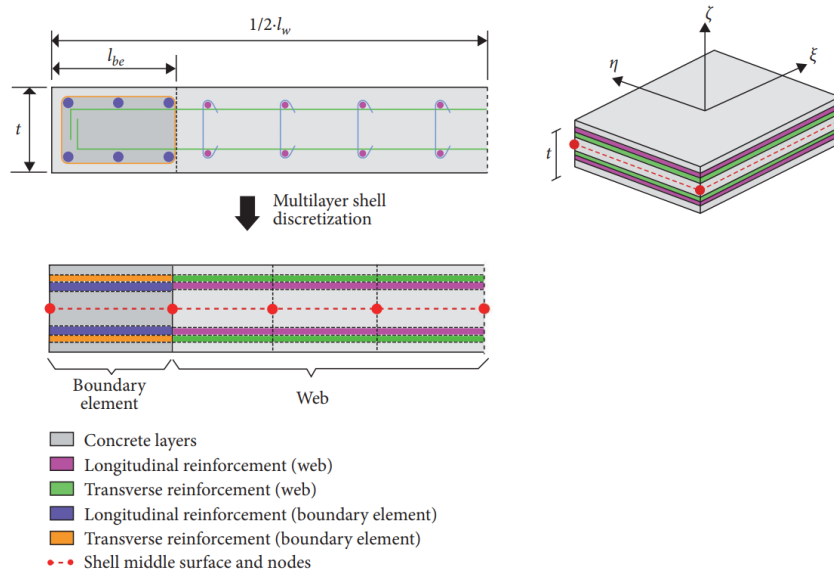 1/2·l_w
l_be
t
Multilayer shell
discretization
Boundary
element
Web
Concrete layers
Longitudinal reinforcement (web)
Transverse reinforcement (web)
Longitudinal reinforcement (boundary element)
Transverse reinforcement (boundary element)
Shell middle surface and nodes
ζ
η
ξ
t